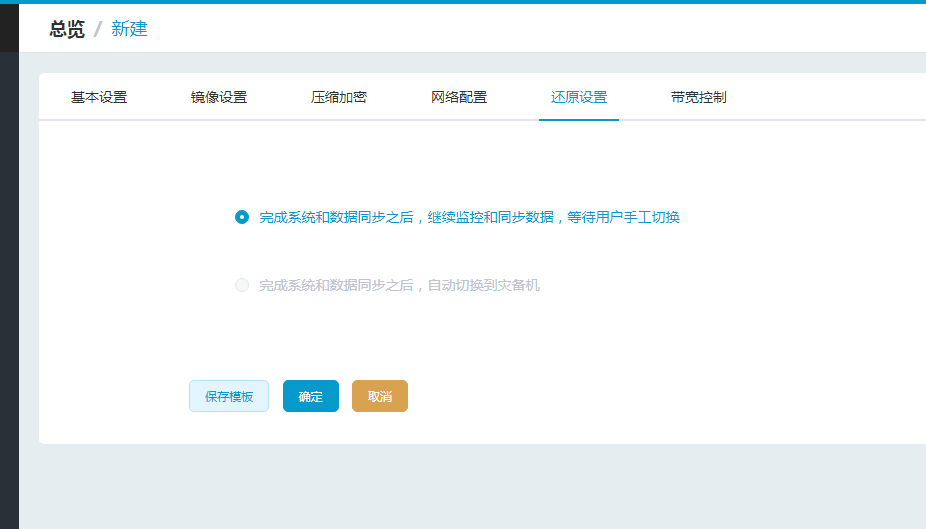 总览 / 新建
基本设置 镜像设置 压缩加密 网络配置 还原设置 带宽控制
完成系统和数据同步之后，继续监控和同步数据，等待用户手工切换
完成系统和数据同步之后，自动切换到灾备机
保存模板 确定 取消